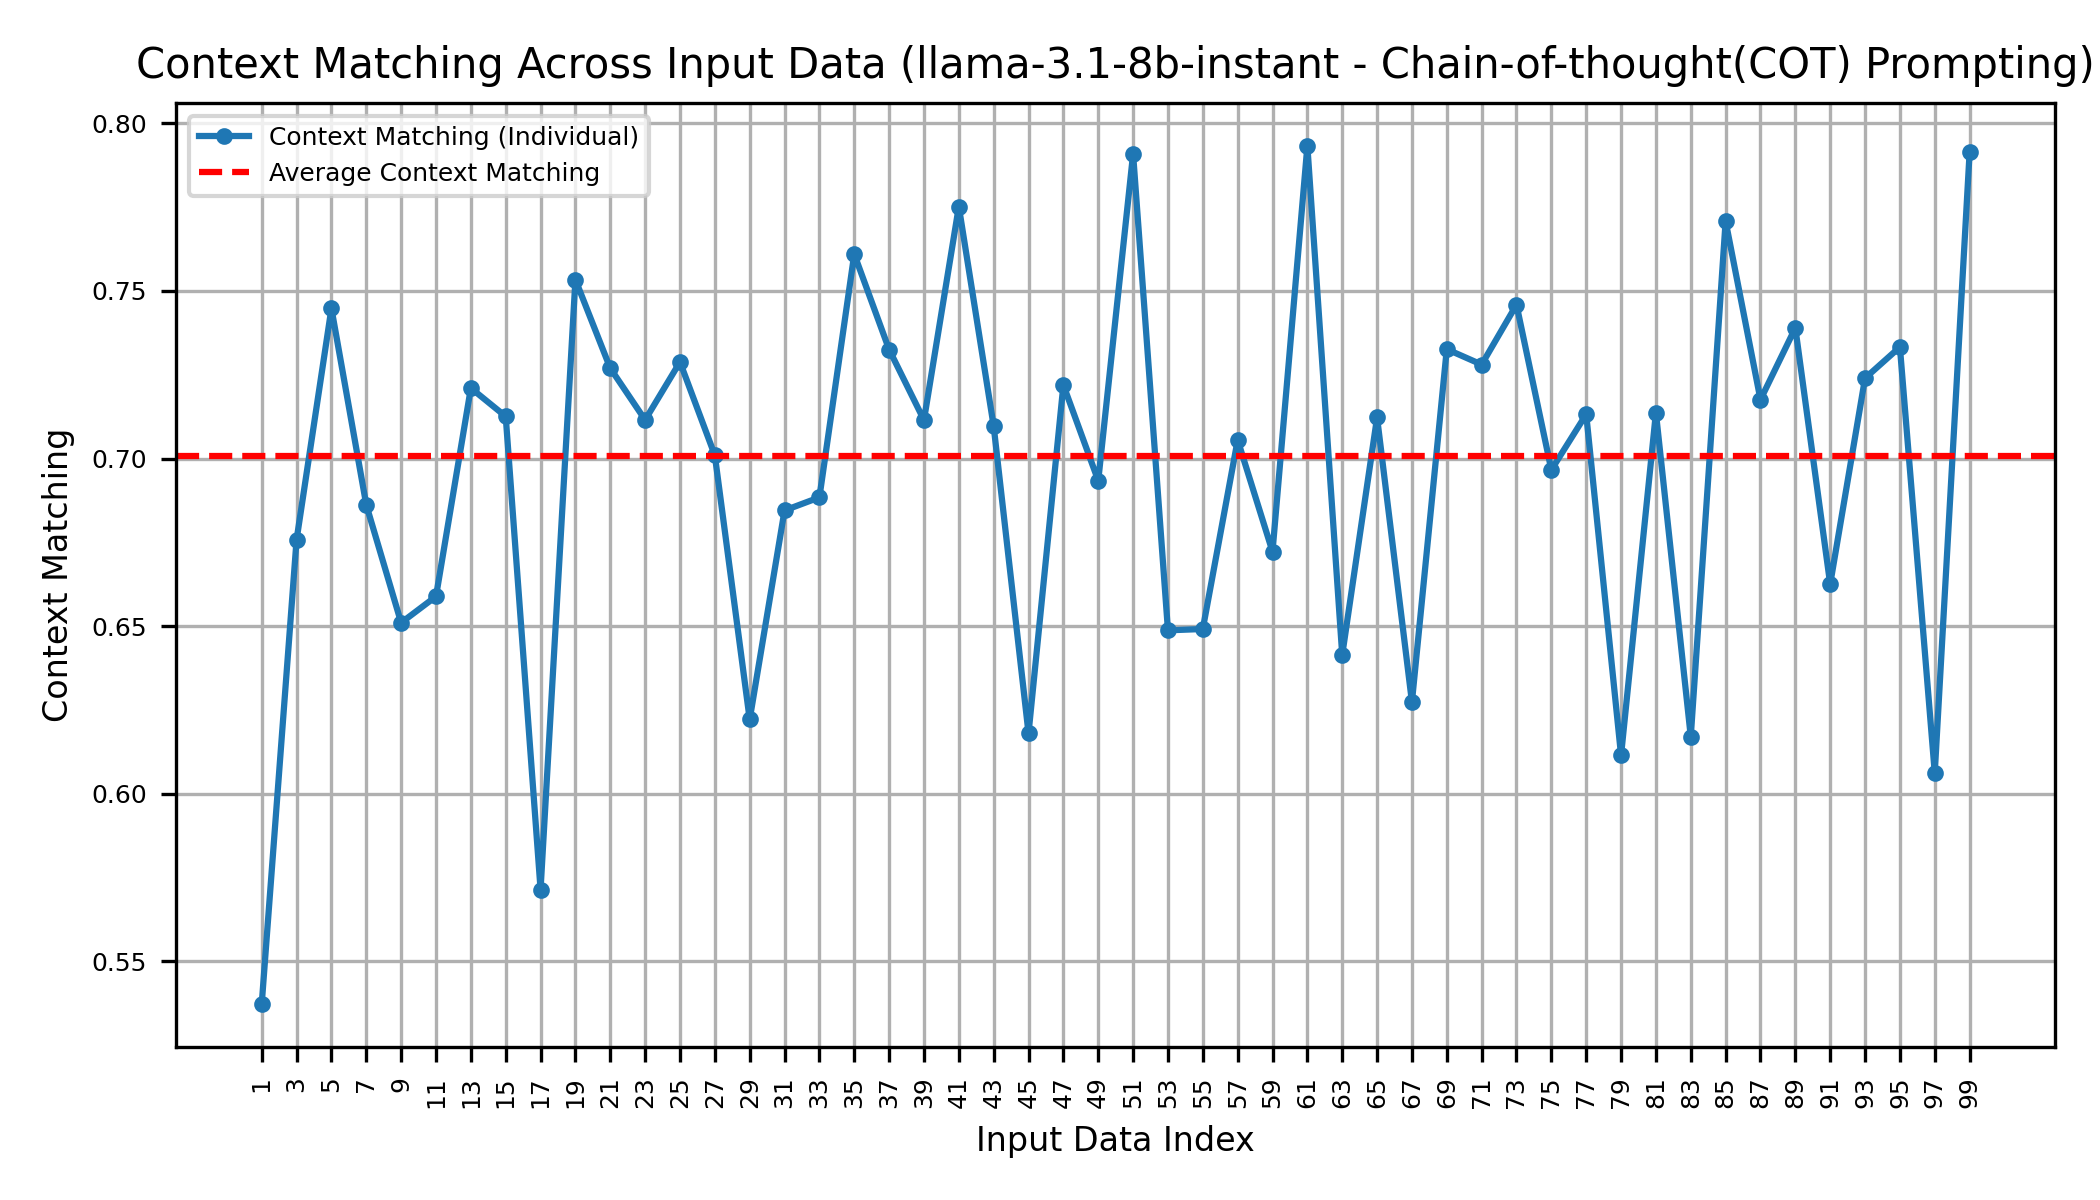 Context Matching Across Input Data (llama-3.1-8b-instant - Chain-of-thought(COT) Prompting)
Context Matching (Individual)
Average Context Matching
Context Matching
0.80
0.75
0.70
0.65
0.60
0.55
1 3 5 7 9 11 13 15 17 19 21 23 25 27 29 31 33 35 37 39 41 43 45 47 49 51 53 55 57 59 61 63 65 67 69 71 73 75 77 79 81 83 85 87 89 91 93 95 97 99
Input Data Index